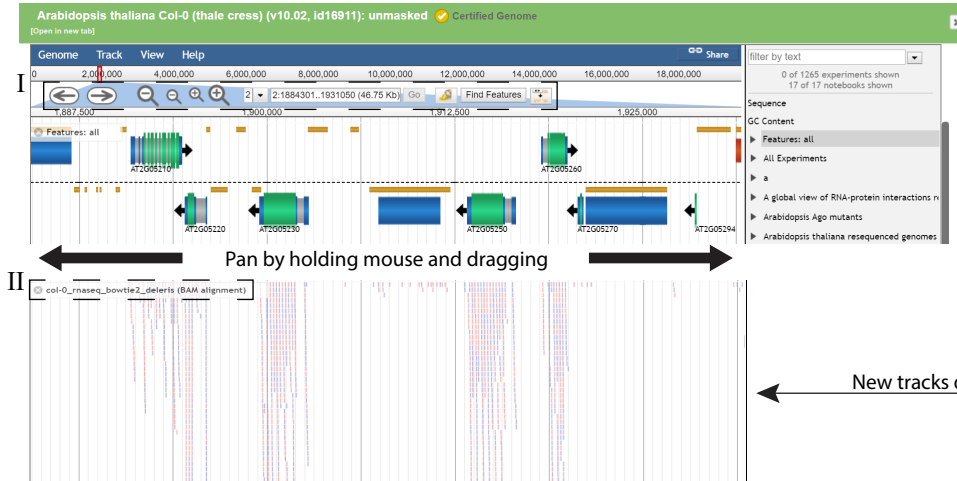 Arabidopsis thaliana Col-0 (thale cress) (v10.02, id16911): unmasked Certified Genome
[Open in new tab]
Genome Track View Help Share
I
0 2,000,000 4,000,000 6,000,000 8,000,000 10,000,000 12,000,000 14,000,000 16,000,000 18,000,000
2 2:1884301..1931050 (46.75 Kb) Go Find Features
1,887,500 1,900,000 1,912,500 1,925,000
Features: all
AT2G05210 AT2G05260
AT2G05220 AT2G05230 AT2G05250 AT2G05270 AT2G05294
filter by text
0 of 1265 experiments shown
17 of 17 notebooks shown
Sequence
GC Content
Features: all
All Experiments
a
A global view of RNA-protein interactions
Arabidopsis Ago mutants
Arabidopsis thaliana resequenced genomes
Pan by holding mouse and dragging
II
col-0_rnaseq_bowtie2_deleris (BAM alignment)
New tracks